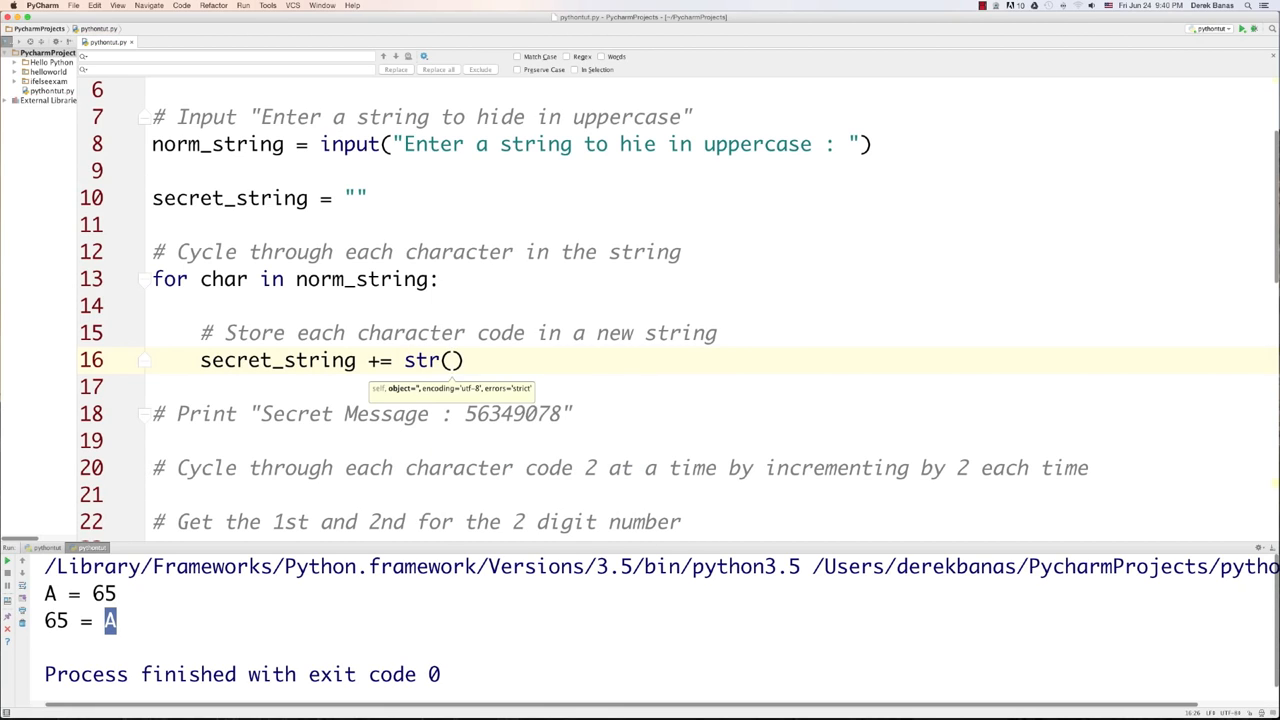 PyCharm File Edit View Navigate Code Refactor Run Tools VCS Window Help
10 Fri Jun 24 9:40 PM Derek Banas
pythontut.py - PycharmProjects - [~/PycharmProjects]
PycharmProjects pythontut.py
pythontut
pythontut.py ×
PycharmProject
Hello Python
helloworld
ifelseexam
pythontut.py
External Libraries
Match Case Regex Words
Replace Replace all Exclude Preserve Case In Selection
6
7 # Input "Enter a string to hide in uppercase"
8 norm_string = input("Enter a string to hie in uppercase : ")
9
10 secret_string = ""
11
12 # Cycle through each character in the string
13 for char in norm_string:
14
15 # Store each character code in a new string
16 secret_string += str()
self, object='', encoding='utf-8', errors='strict'
17
18 # Print "Secret Message : 56349078"
19
20 # Cycle through each character code 2 at a time by incrementing by 2 each time
21
22 # Get the 1st and 2nd for the 2 digit number
Run: pythontut pythontut
/Library/Frameworks/Python.framework/Versions/3.5/bin/python3.5 /Users/derekbanas/PycharmProjects/pytho
A = 65
65 = A
Process finished with exit code 0
16:26 LF÷ UTF-8÷